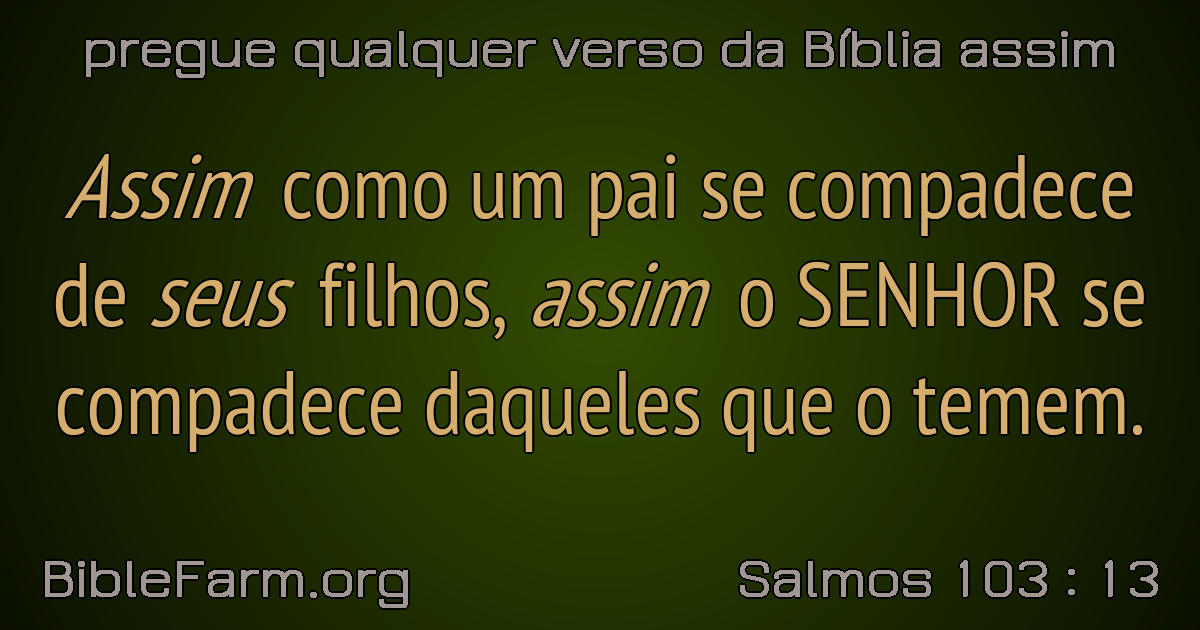 pregue qualquer verso da Bíblia assim
Assim como um pai se compadece
de seus filhos, assim o SENHOR se
compadece daqueles que o temem.
BibleFarm.org
Salmos 103 : 13